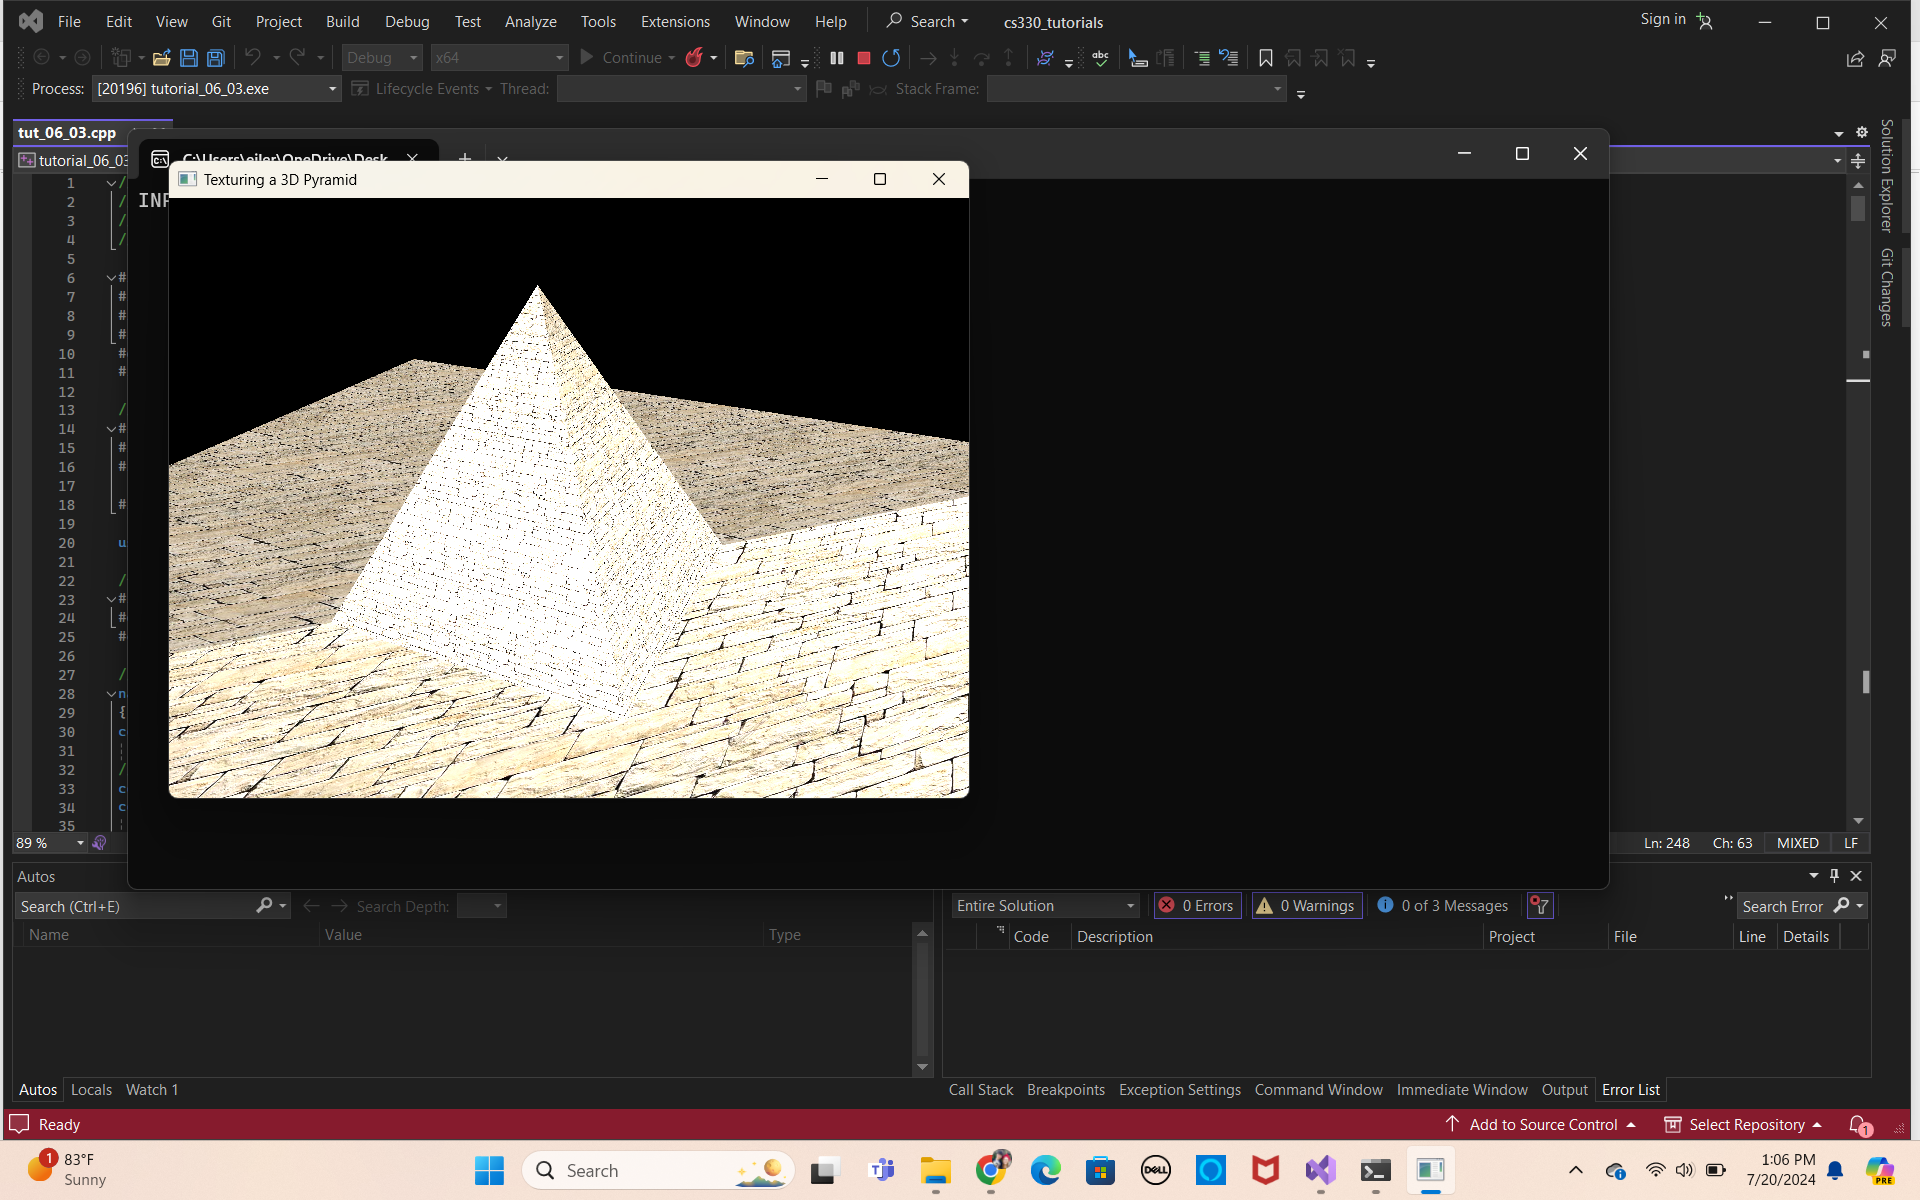 File Edit View Git Project Build Debug Test Analyze Tools Extensions Window Help Search cs330_tutorials Sign in
Debug x64 Continue
Process: [20196] tutorial_06_03.exe Lifecycle Events Thread: Stack Frame:
tut_06_03.cpp
C:\Users\eiler\OneDrive\Desk
tutorial_06_03
Texturing a 3D Pyramid
INF
Solution Explorer
Git Changes
1 /
2 /
3 /
4 /
5
6 #
7 #
8 #
9 #
10 #
11 #
12
13 /
14 #
15 #
16 #
17
18 #
19
20 u
21
22 /
23 #
24 #
25 #
26
27 /
28 n
29 {
30 c
31
32 /
33 c
34 c
35
89 % Ln: 248 Ch: 63 MIXED LF
Autos
Search (Ctrl+E) Search Depth:
Name Value Type
Entire Solution 0 Errors 0 Warnings 0 of 3 Messages Search Error
Code Description Project File Line Details
Autos Locals Watch 1
Call Stack Breakpoints Exception Settings Command Window Immediate Window Output Error List
Ready Add to Source Control Select Repository 1
1 83°F
Sunny
Search
DELL
PRE
1:06 PM
7/20/2024